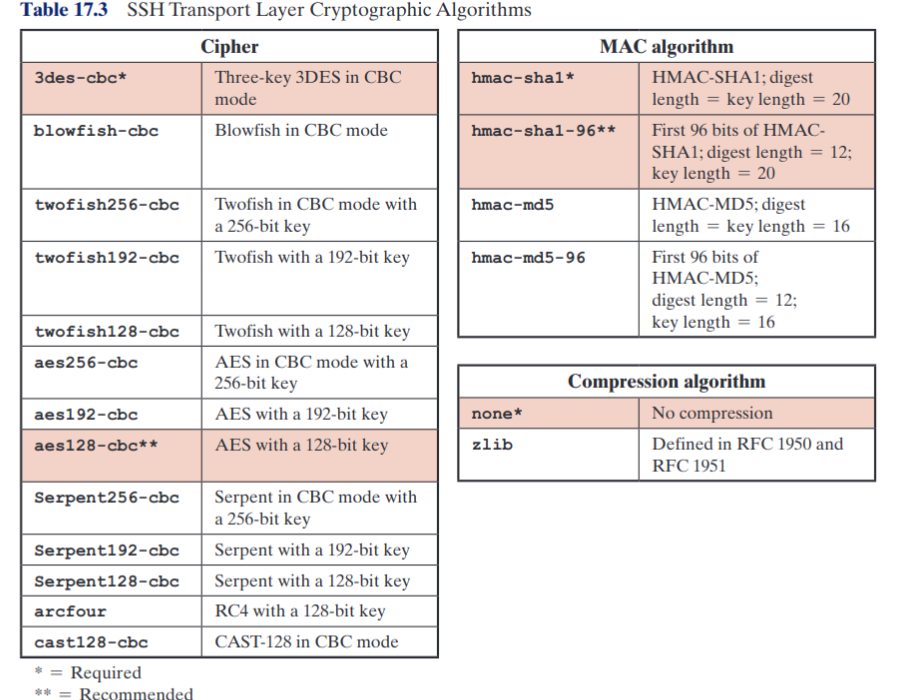 Table 17.3 SSH Transport Layer Cryptographic Algorithms
Cipher
3des-cbc* Three-key 3DES in CBC
mode
blowfish-cbc Blowfish in CBC mode
twofish256-cbc Twofish in CBC mode with
a 256-bit key
twofish192-cbc Twofish with a 192-bit key
twofish128-cbc Twofish with a 128-bit key
aes256-cbc AES in CBC mode with a
256-bit key
aes192-cbc AES with a 192-bit key
aes128-cbc** AES with a 128-bit key
Serpent256-cbc Serpent in CBC mode with
a 256-bit key
Serpent192-cbc Serpent with a 192-bit key
Serpent128-cbc Serpent with a 128-bit key
arcfour RC4 with a 128-bit key
cast128-cbc CAST-128 in CBC mode
MAC algorithm
hmac-sha1* HMAC-SHA1; digest
length = key length = 20
hmac-sha1-96** First 96 bits of HMAC-
SHA1; digest length = 12;
key length = 20
hmac-md5 HMAC-MD5; digest
length = key length = 16
hmac-md5-96 First 96 bits of
HMAC-MD5;
digest length = 12;
key length = 16
Compression algorithm
none* No compression
zlib Defined in RFC 1950 and
RFC 1951
* = Required
** = Recommended